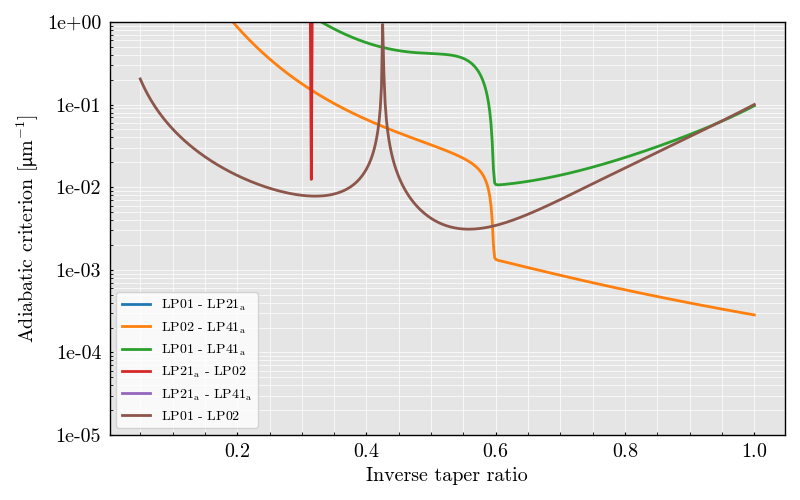 Adiabatic criterion [µm⁻¹]
1e+00
1e-01
1e-02
1e-03
1e-04
1e-05
LP01 - LP21ₐ
LP02 - LP41ₐ
LP01 - LP41ₐ
LP21ₐ - LP02
LP21ₐ - LP41ₐ
LP01 - LP02
0.2 0.4 0.6 0.8 1.0
Inverse taper ratio